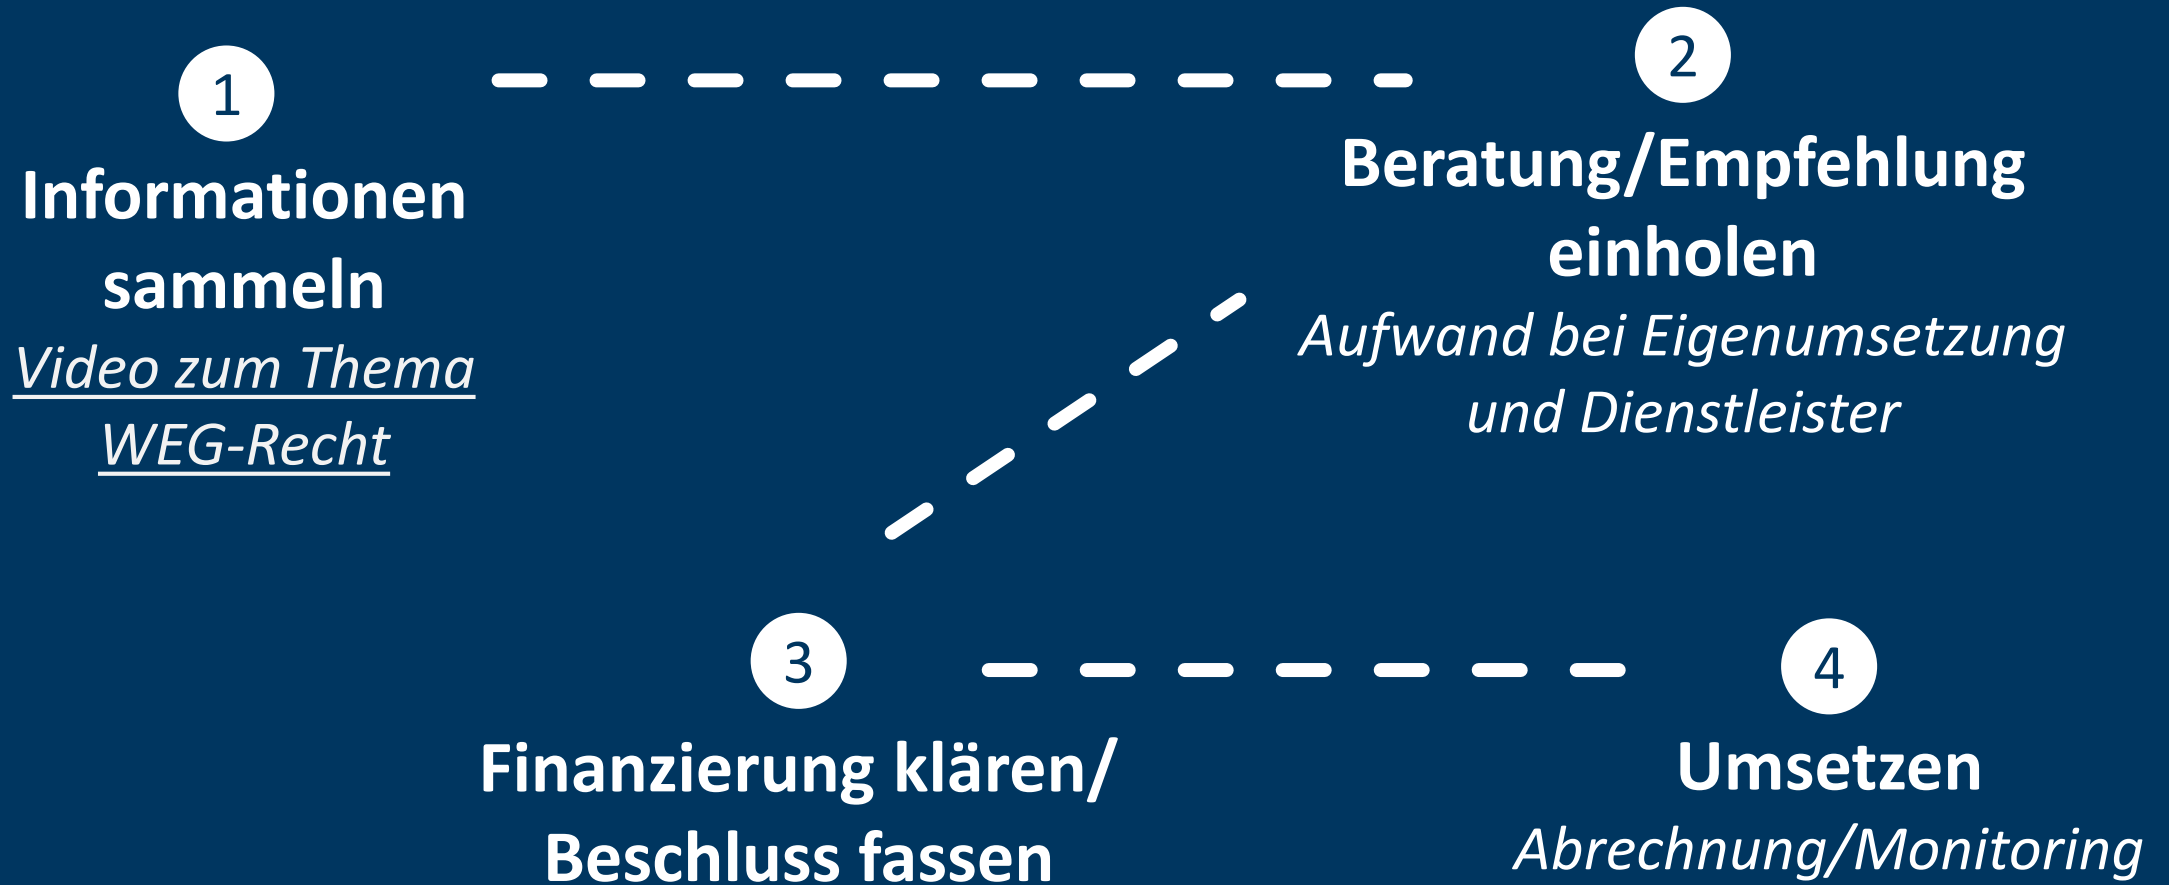 1
Informationen
sammeln
Video zum Thema
WEG-Recht
2
Beratung/Empfehlung
einholen
Aufwand bei Eigenumsetzung
und Dienstleister
3
Finanzierung klären/
Beschluss fassen
4
Umsetzen
Abrechnung/Monitoring